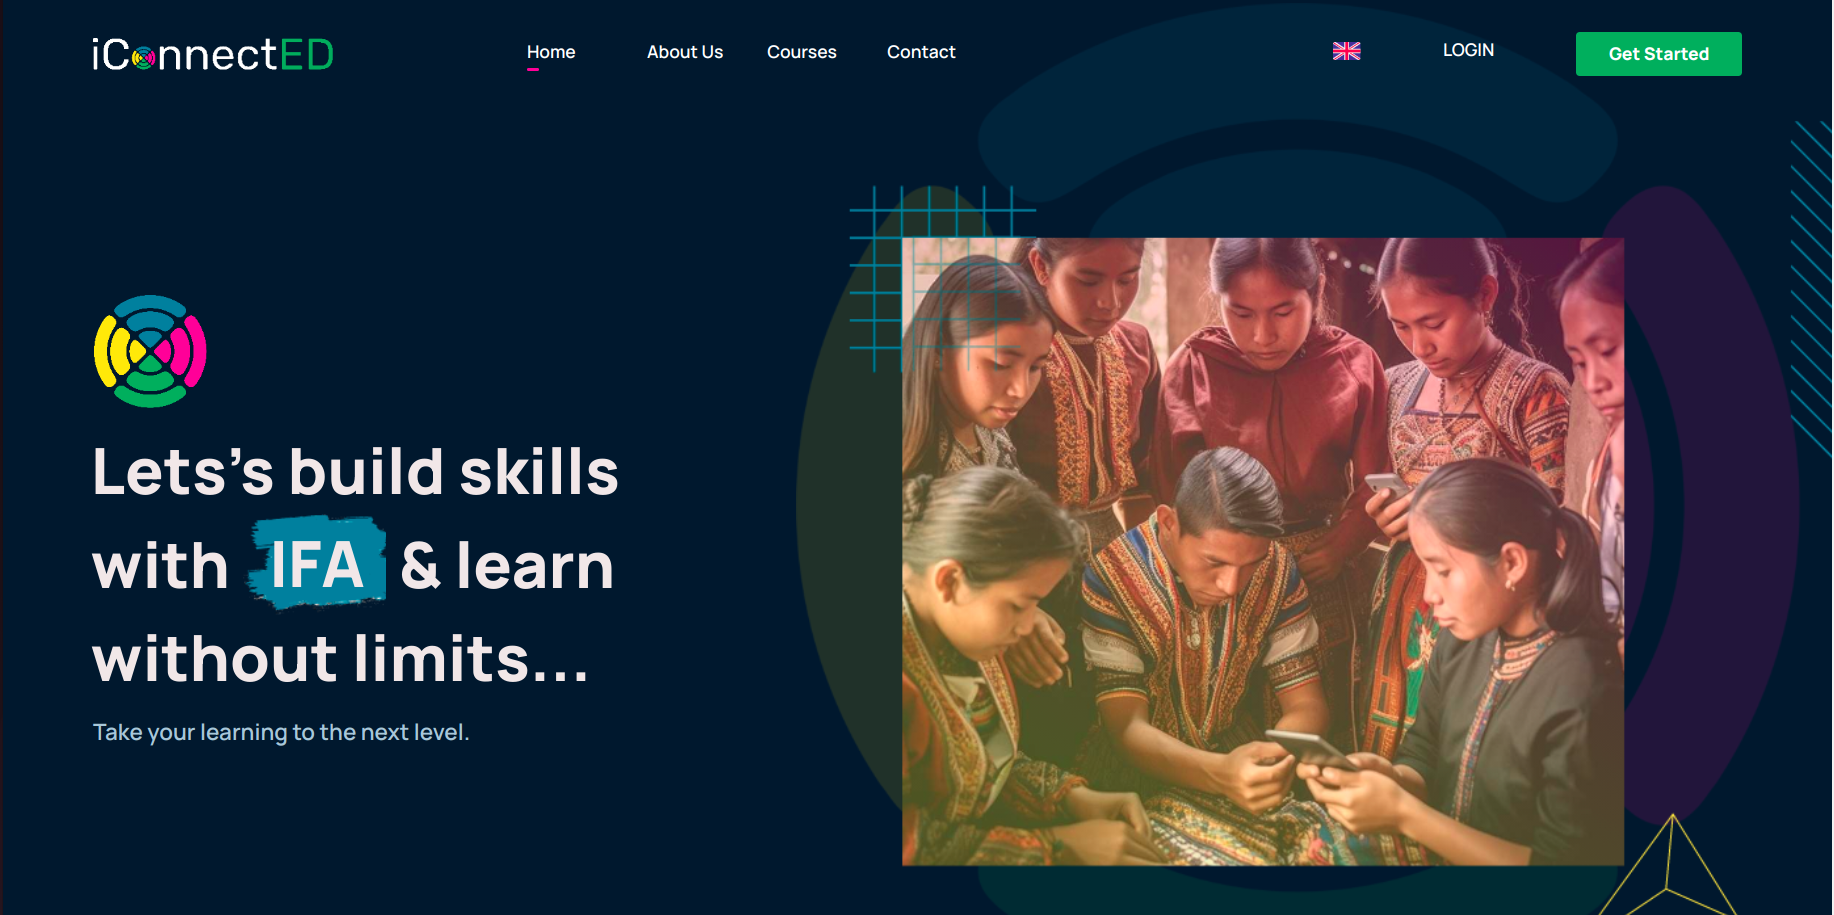 iConnectED
Home About Us Courses Contact LOGIN Get Started
Lets's build skills
with IFA & learn
without limits...
Take your learning to the next level.